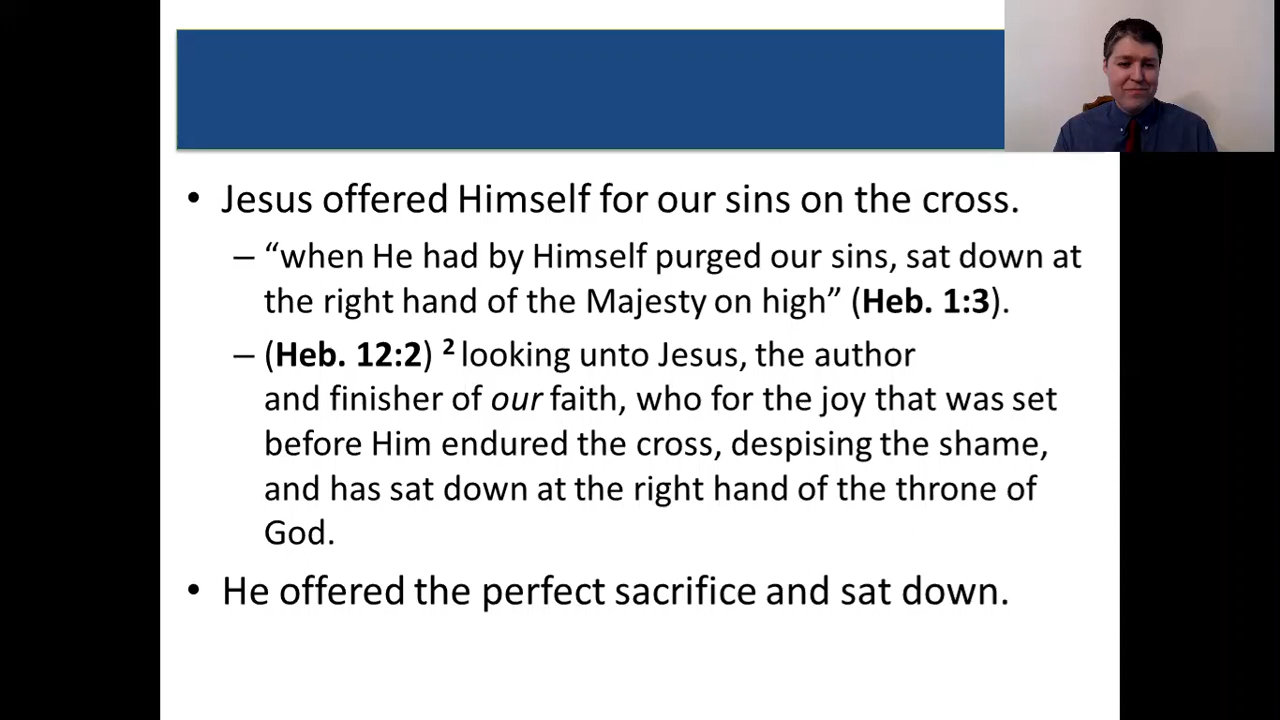 • Jesus offered Himself for our sins on the cross.
– “when He had by Himself purged our sins, sat down at
the right hand of the Majesty on high” (Heb. 1:3).
– (Heb. 12:2) ² looking unto Jesus, the author
and finisher of our faith, who for the joy that was set
before Him endured the cross, despising the shame,
and has sat down at the right hand of the throne of
God.
• He offered the perfect sacrifice and sat down.